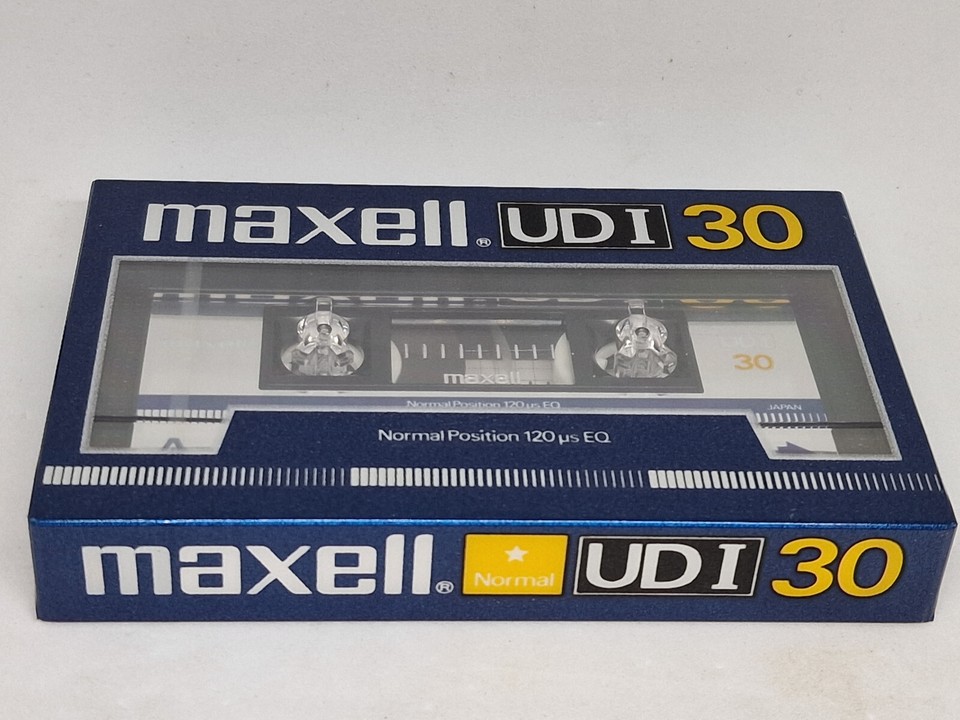 maxell® UD I 30
30
maxell
Normal Position 120 µs EQ
JAPAN
A
Normal Position 120 µs EQ
maxell® Normal UD I 30